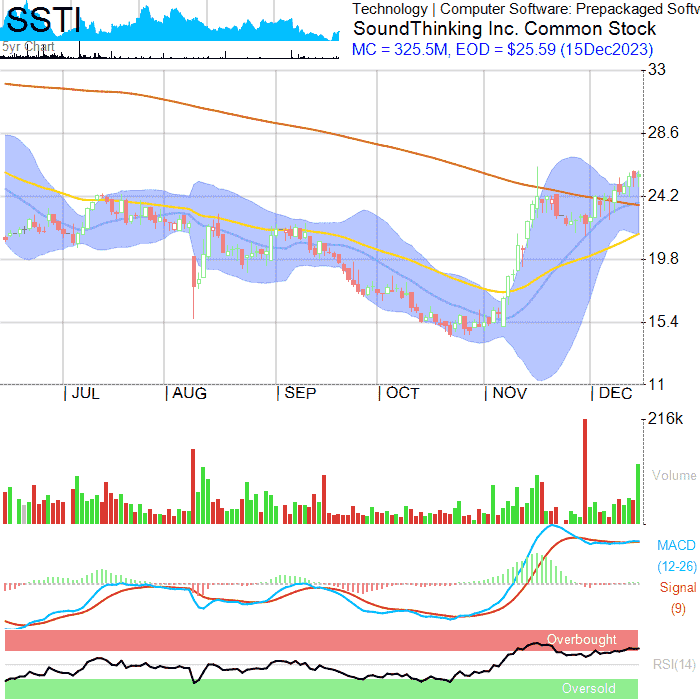 SSTI
Technology | Computer Software: Prepackaged Softw
SoundThinking Inc. Common Stock
5yr Chart
MC = 325.5M, EOD = $25.59 (15Dec2023)
33
28.6
24.2
19.8
15.4
11
| JUL | AUG | SEP | OCT | NOV | DEC
216k
Volume
MACD
(12-26)
Signal
(9)
Overbought
RSI(14)
Oversold